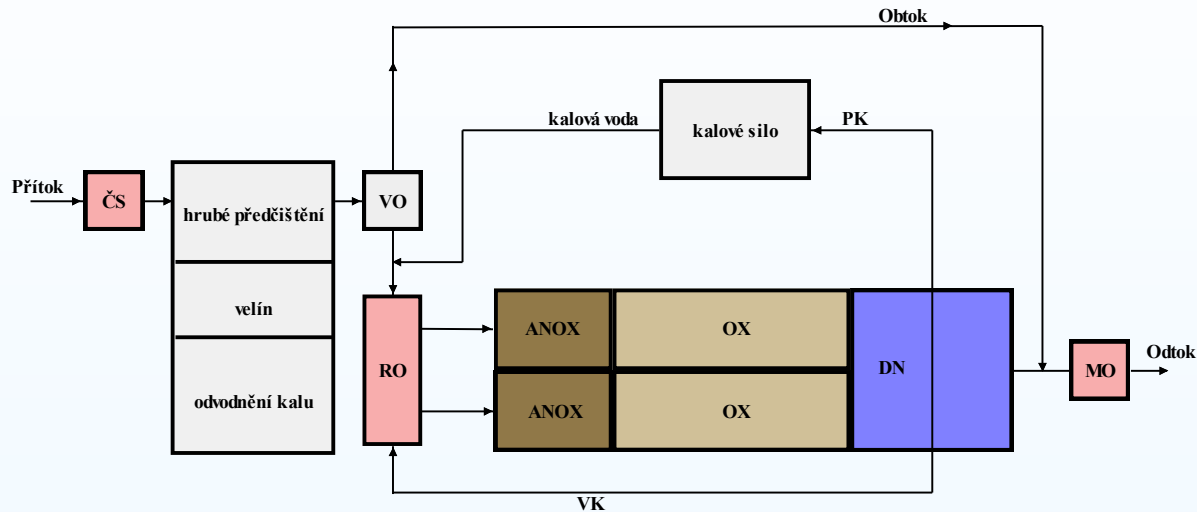 Obtok
kalová voda
kalové silo
PK
Přítok
ČS
hrubé předčištění
VO
velín
odvodnění kalu
RO
ANOX
OX
ANOX
OX
DN
MO
Odtok
VK